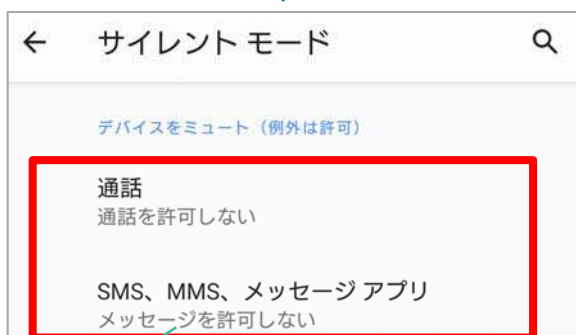 サイレント モード
デバイスをミュート（例外は許可）
通話
通話を許可しない
SMS、MMS、メッセージ アプリ
メッセージを許可しない